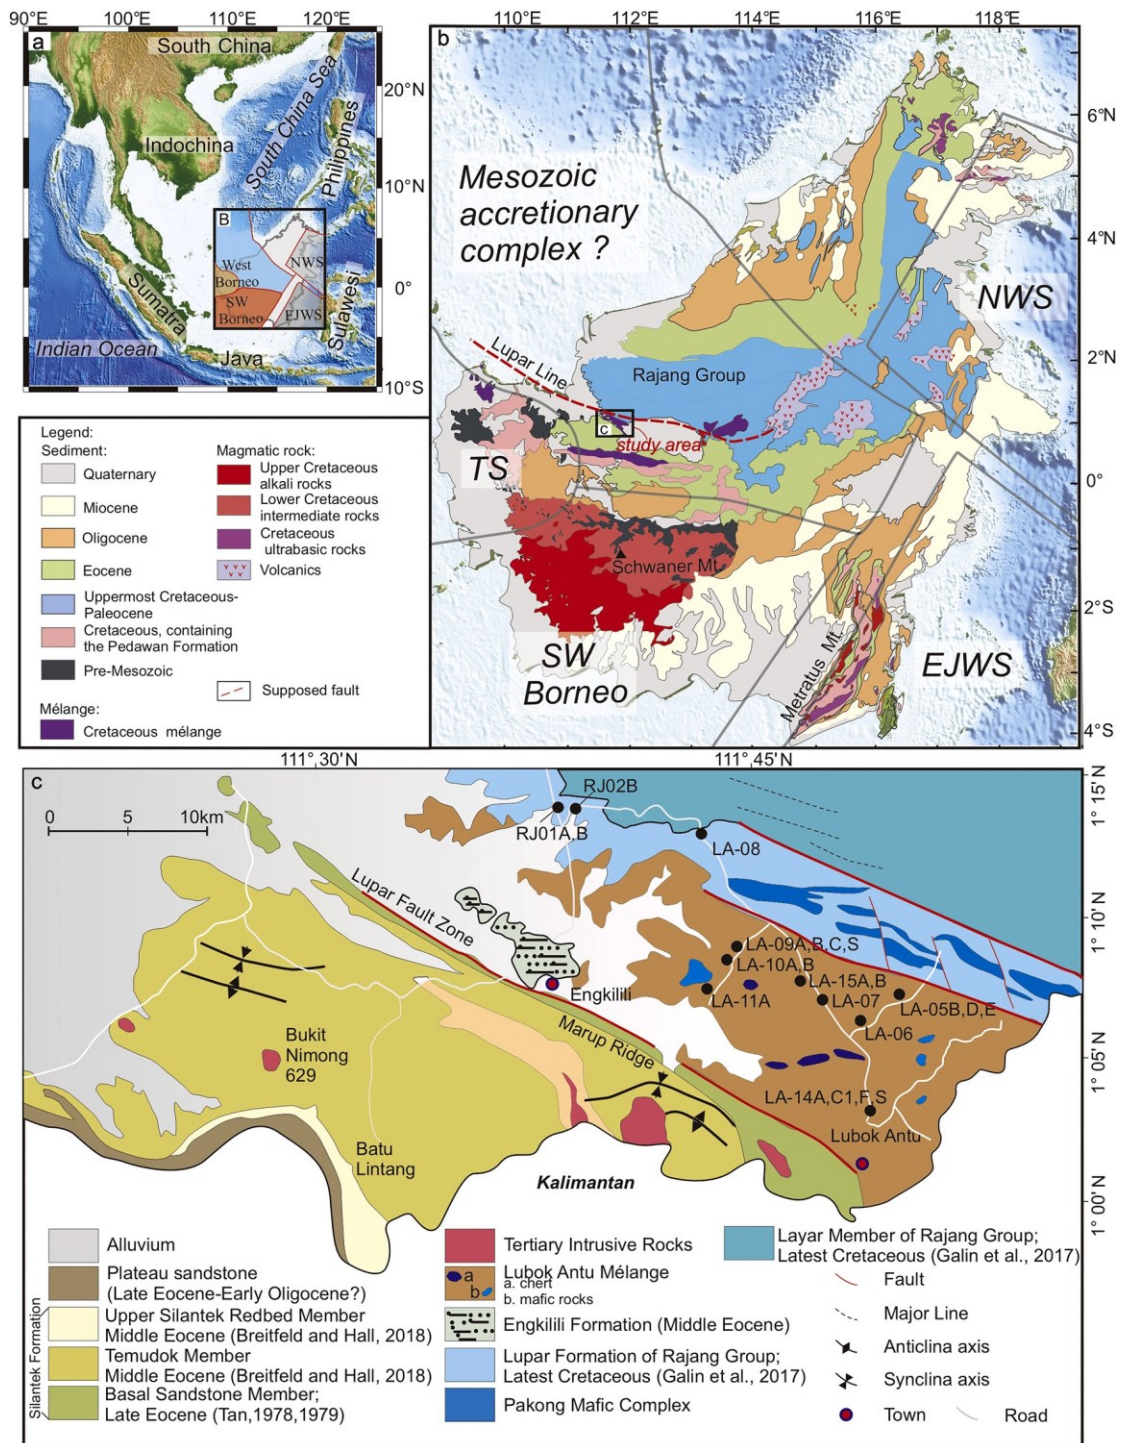 90°E 100°E 110°E 120°E
a
South China
20°N
South China Sea
Philippines
Indochina
10°N
B
West
Borneo
NWS
0°
SW
Borneo
EJWS
Sumatra
Sulawesi
Indian Ocean
Java
10°S
110°E 112°E 114°E 116°E 118°E
b
6°N
Mesozoic
accretionary
complex ?
4°N
NWS
2°N
Lupar Line
Rajang Group
c
study area
TS
0°
Schwaner Mt.
2°S
SW
Borneo
Metratus Mt.
EJWS
4°S
Legend:
Sediment:
Quaternary
Miocene
Oligocene
Eocene
Uppermost Cretaceous-
Paleocene
Cretaceous, containing
the Pedawan Formation
Pre-Mesozoic
Mélange:
Cretaceous mélange
Magmatic rock:
Upper Cretaceous
alkali rocks
Lower Cretaceous
intermediate rocks
Cretaceous
ultrabasic rocks
Volcanics
Supposed fault
111°30'N
111°45'N
c
1° 15' N
0 5 10km
RJ02B
RJ01A,B
LA-08
Lupar Fault Zone
1° 10' N
LA-09A,B,C,S
LA-10A,B
LA-15A,B
LA-11A
LA-07
LA-05B,D,E
LA-06
Engkilili
Marup Ridge
Bukit
Nimong
629
1° 05' N
LA-14A,C1,F,S
Lubok Antu
Batu
Lintang
Kalimantan
1° 00' N
Silantek Formation
Alluvium
Plateau sandstone
(Late Eocene-Early Oligocene?)
Upper Silantek Redbed Member
Middle Eocene (Breitfeld and Hall, 2018)
Temudok Member
Middle Eocene (Breitfeld and Hall, 2018)
Basal Sandstone Member;
Late Eocene (Tan,1978,1979)
Tertiary Intrusive Rocks
a
b
Lubok Antu Mélange
a. chert
b. mafic rocks
Engkilili Formation (Middle Eocene)
Lupar Formation of Rajang Group;
Latest Cretaceous (Galin et al., 2017)
Pakong Mafic Complex
Layar Member of Rajang Group;
Latest Cretaceous (Galin et al., 2017)
Fault
Major Line
Anticlina axis
Synclina axis
Town
Road